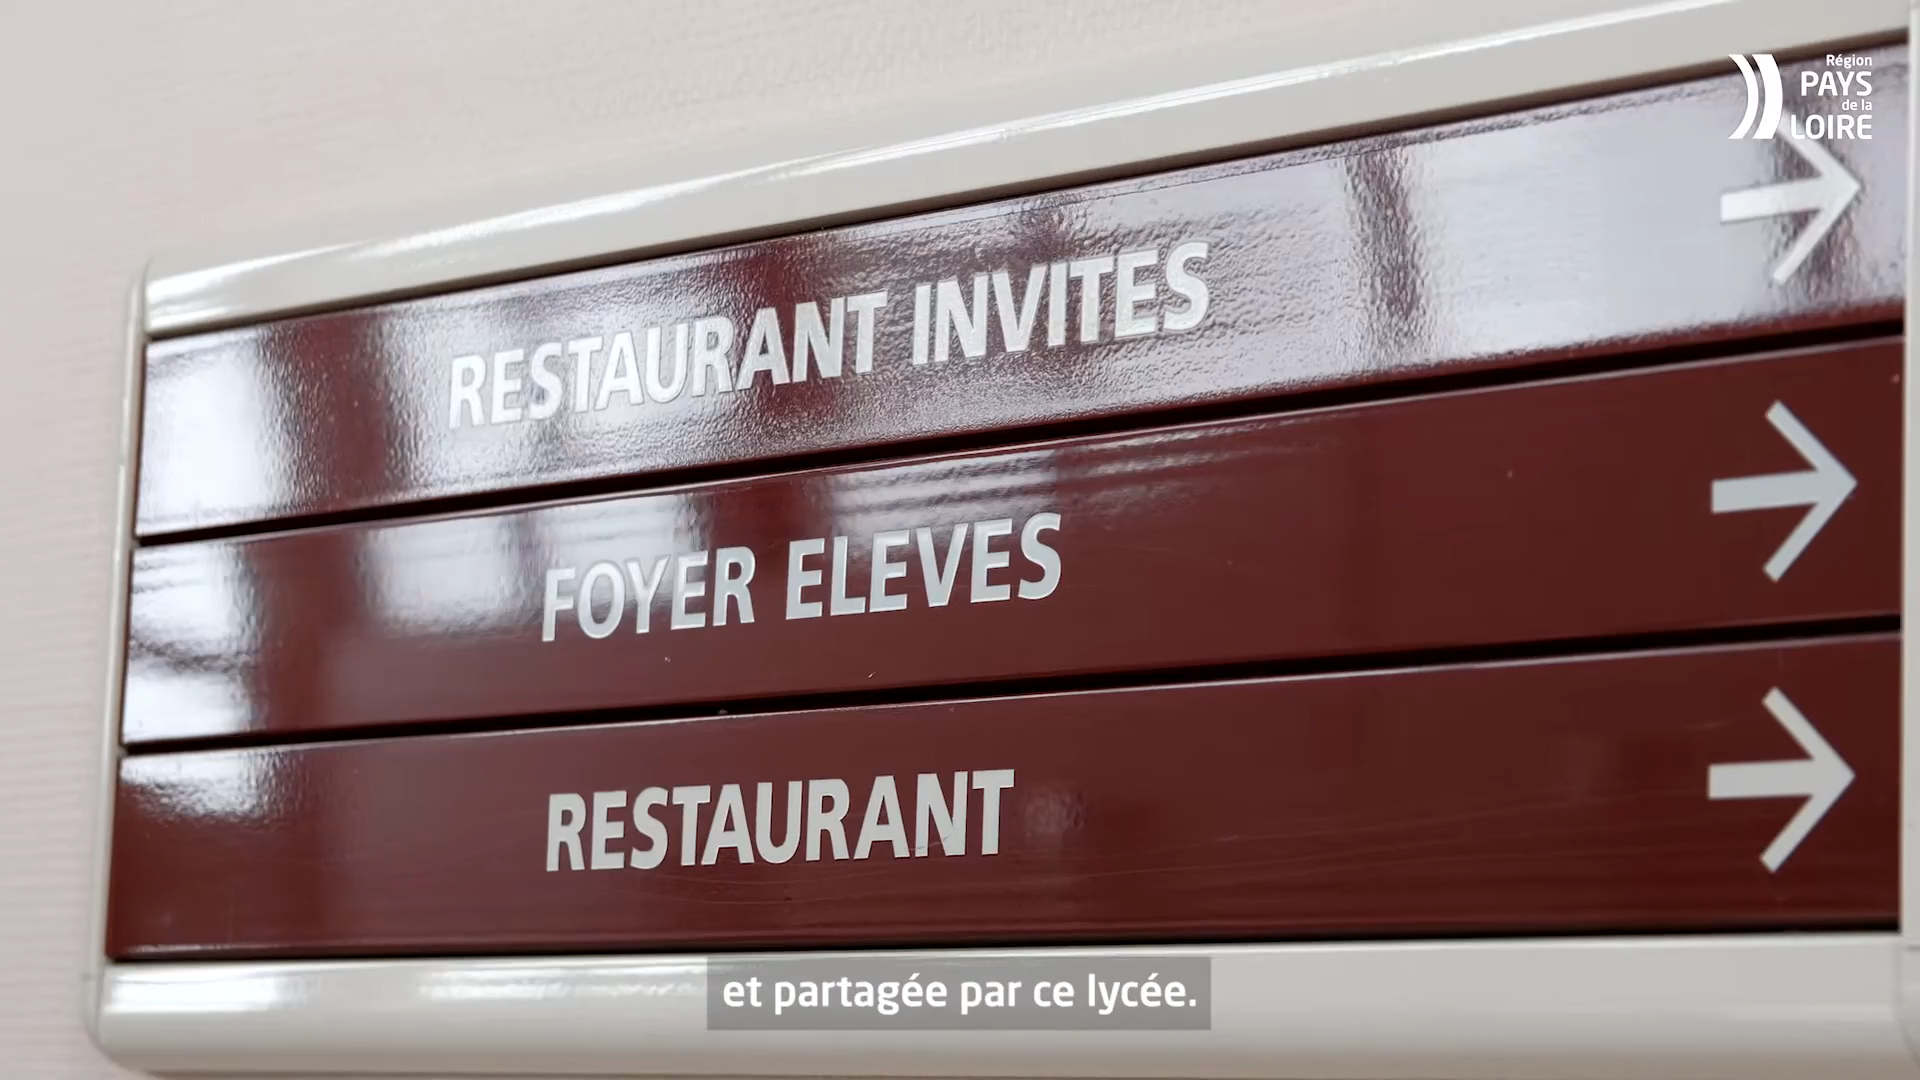 Région
PAYS
de la
LOIRE
RESTAURANT INVITES
FOYER ELEVES
RESTAURANT
et partagée par ce lycée.